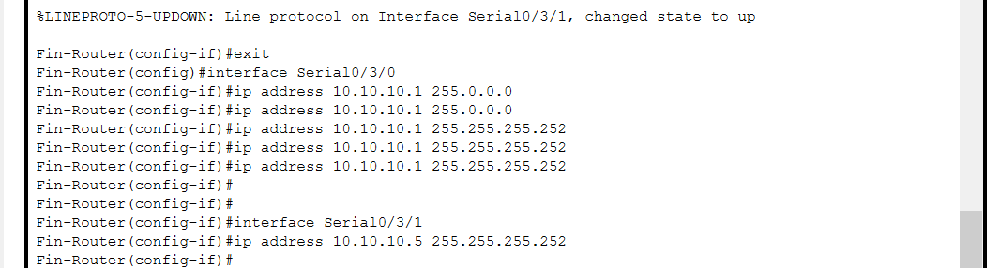 %LINEPROTO-5-UPDOWN: Line protocol on Interface Serial0/3/1, changed state to up
Fin-Router(config-if)#exit
Fin-Router(config)#interface Serial0/3/0
Fin-Router(config-if)#ip address 10.10.10.1 255.0.0.0
Fin-Router(config-if)#ip address 10.10.10.1 255.0.0.0
Fin-Router(config-if)#ip address 10.10.10.1 255.255.255.252
Fin-Router(config-if)#ip address 10.10.10.1 255.255.255.252
Fin-Router(config-if)#ip address 10.10.10.1 255.255.255.252
Fin-Router(config-if)#
Fin-Router(config-if)#
Fin-Router(config-if)#interface Serial0/3/1
Fin-Router(config-if)#ip address 10.10.10.5 255.255.255.252
Fin-Router(config-if)#